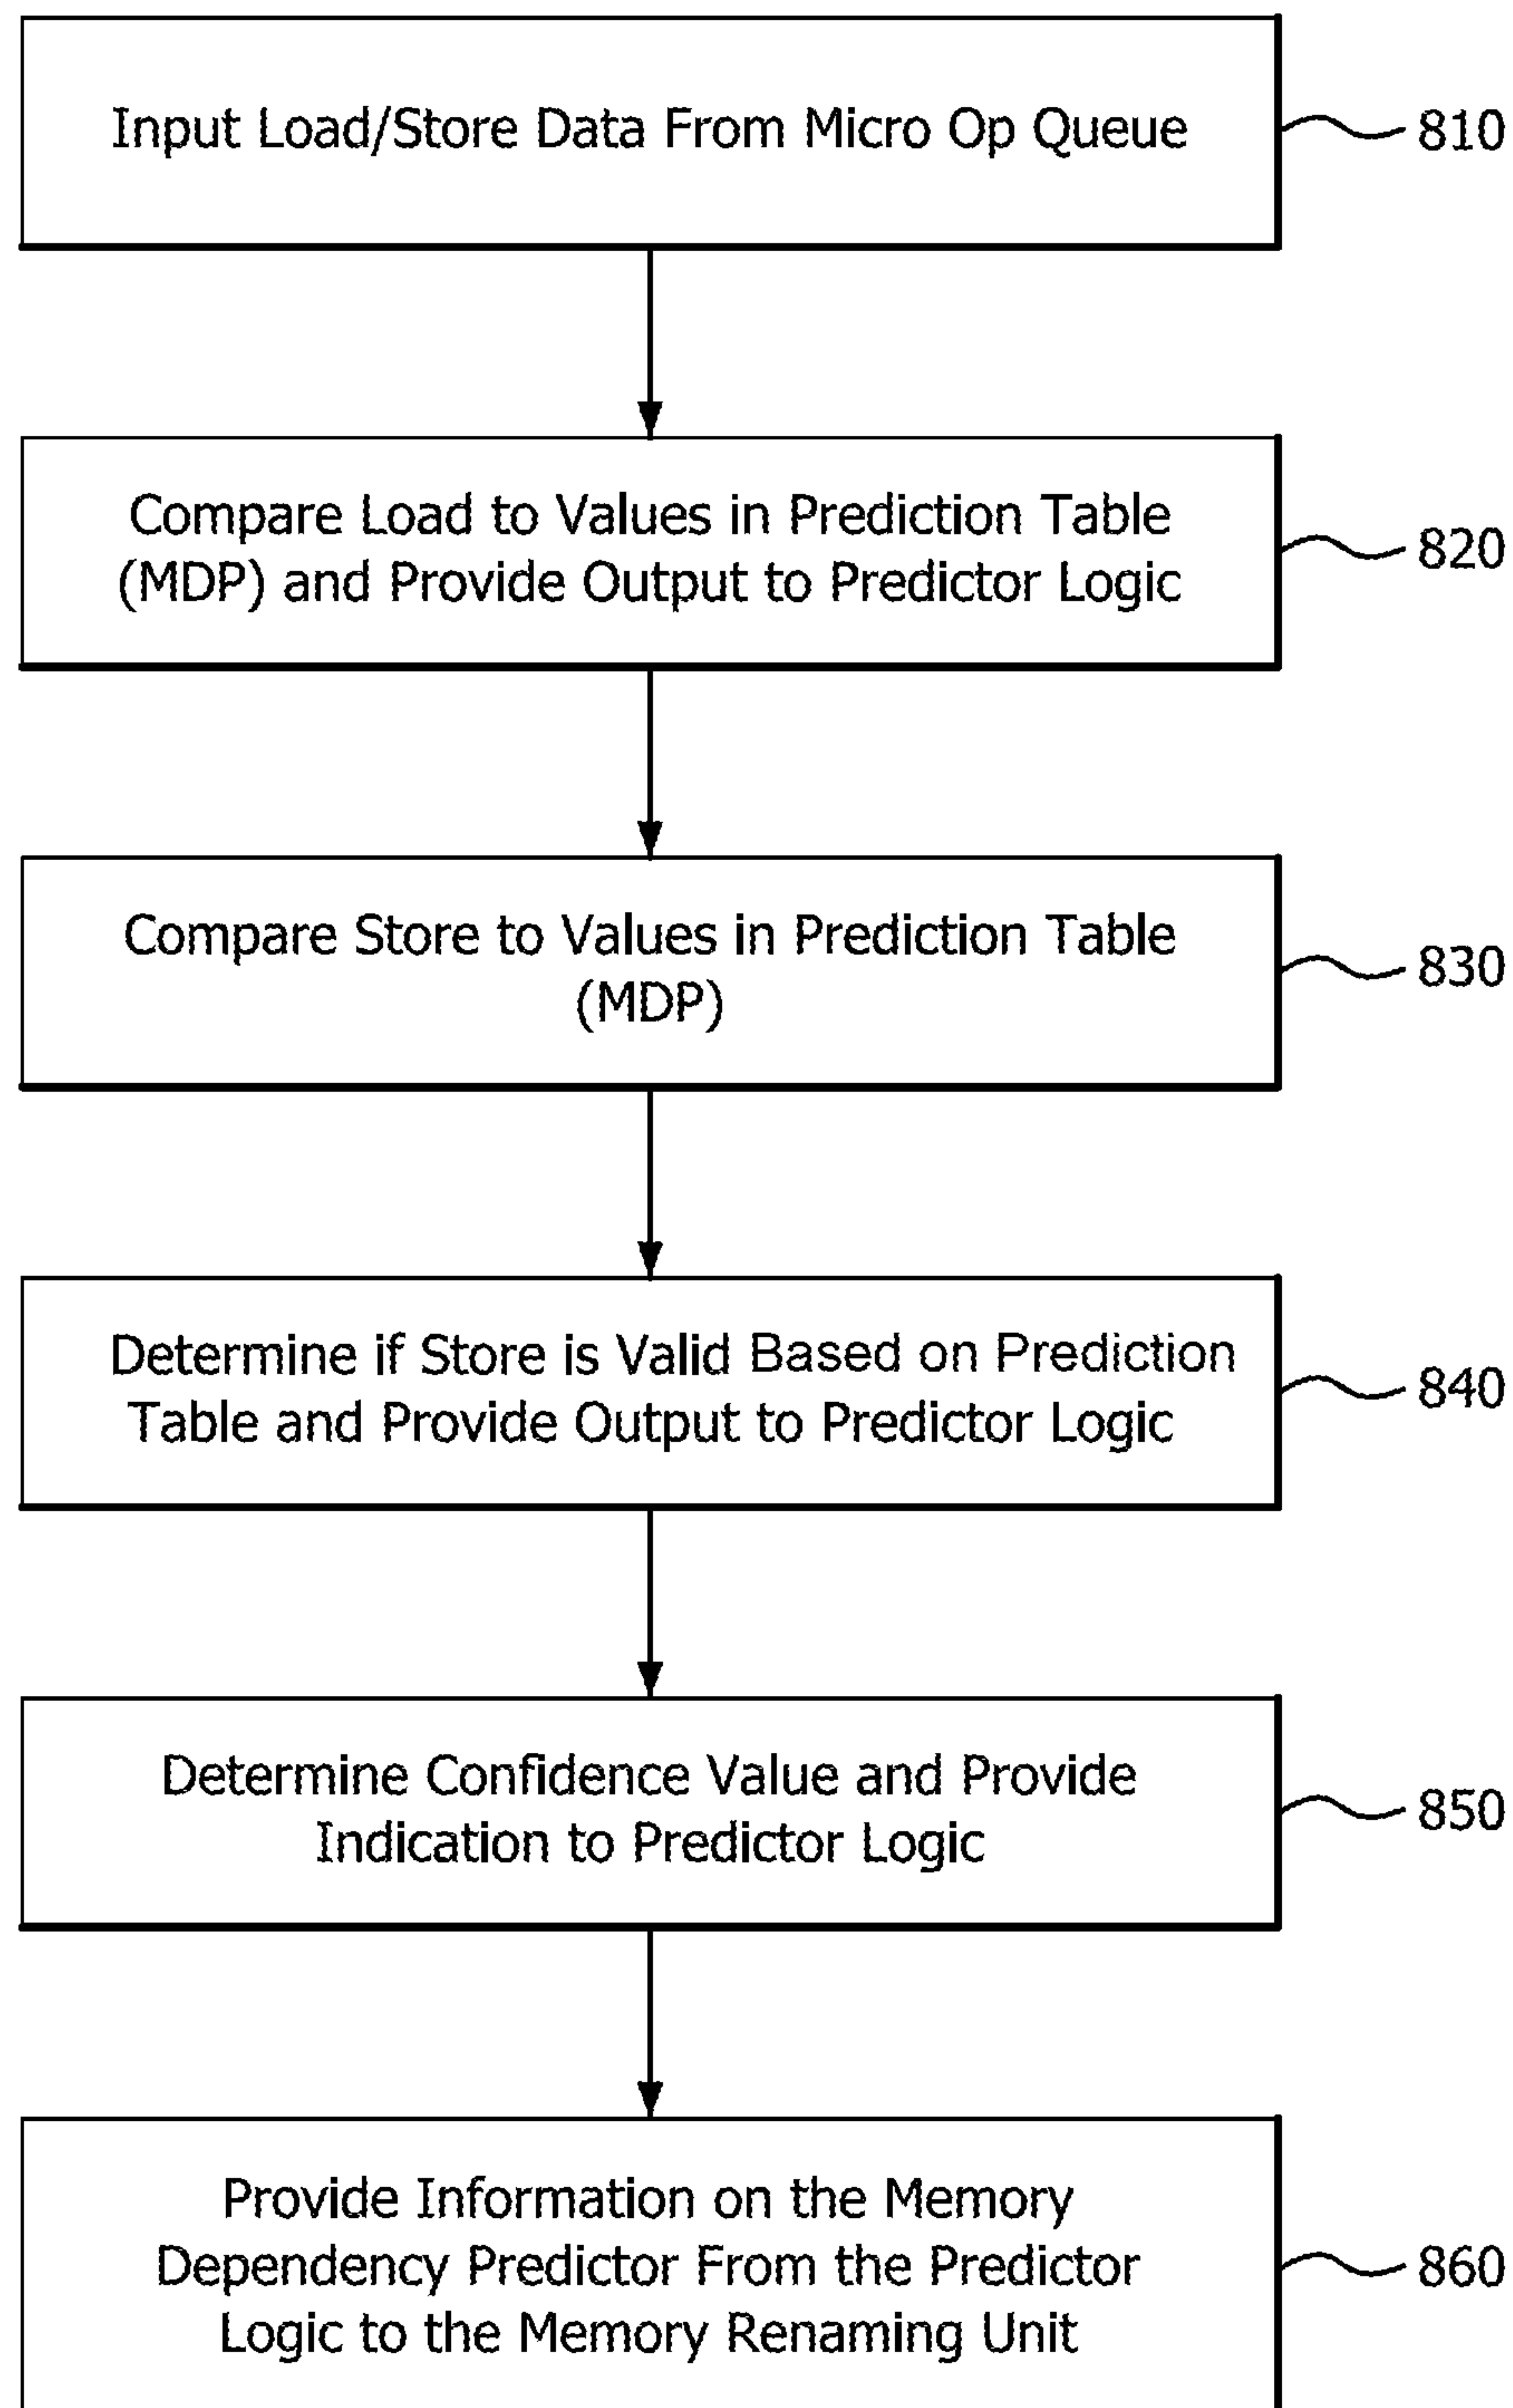 Input Load/Store Data From Micro Op Queue
810
Compare Load to Values in Prediction Table
(MDP) and Provide Output to Predictor Logic
820
Compare Store to Values in Prediction Table
(MDP)
830
Determine if Store is Valid Based on Prediction
Table and Provide Output to Predictor Logic
840
Determine Confidence Value and Provide
Indication to Predictor Logic
850
Provide Information on the Memory
Dependency Predictor From the Predictor
Logic to the Memory Renaming Unit
860